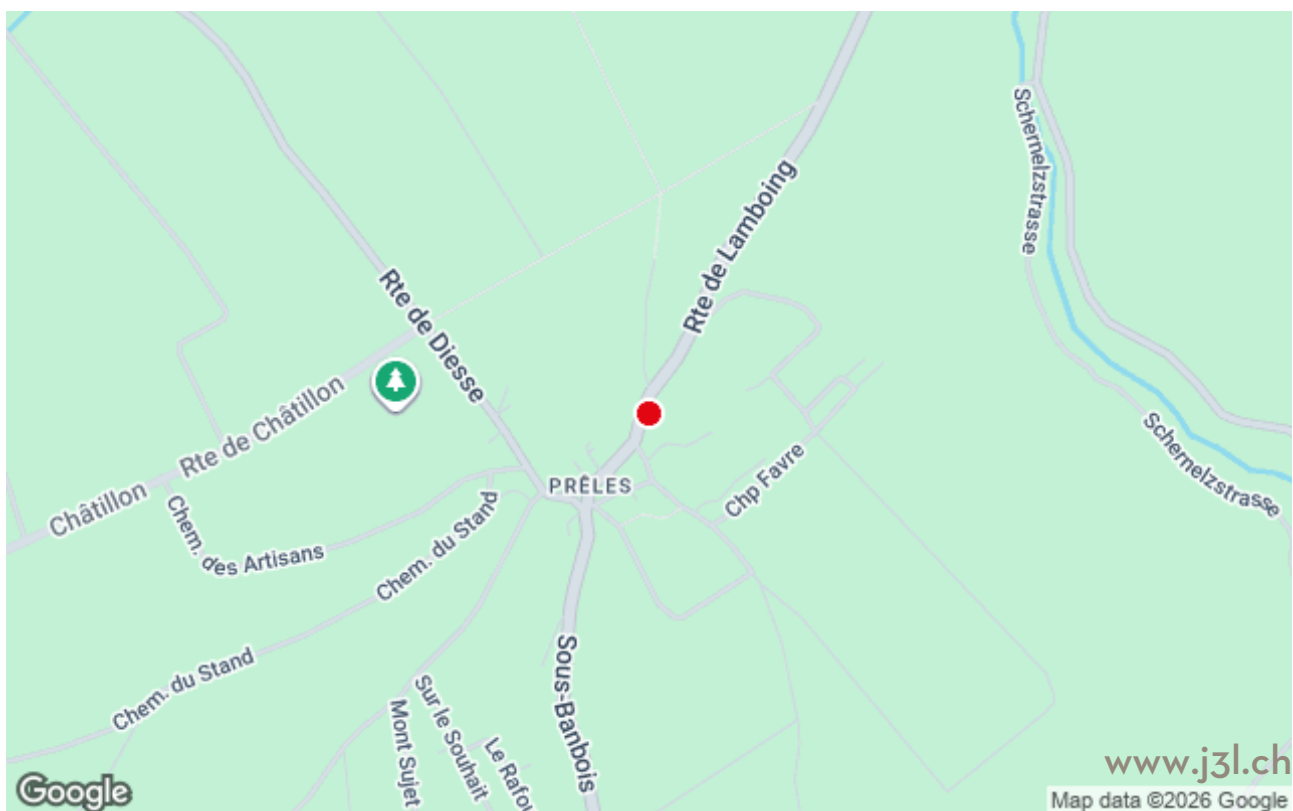 Schernelzstrasse
Rte de Lamboing
Rte de Diesse
Rte de Châtillon
Châtillon
PRÊLES
Chp Favre
Schernelzstrasse
Chem. des Artisans
Chem. du Stand
Chem. du Stand
Sous-Banbois
Sur le Souhait
Mont Sujet
Le Rafou
www.j3l.ch
Google
Map data ©2026 Google